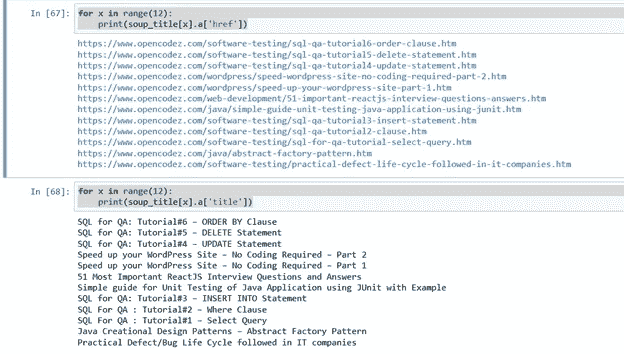 In [67]: for x in range(12):
print(soup_title[x].a['href'])
https://www.opencodez.com/software-testing/sql-qa-tutorial6-order-clause.htm
https://www.opencodez.com/software-testing/sql-qa-tutorial5-delete-statement.htm
https://www.opencodez.com/software-testing/sql-qa-tutorial4-update-statement.htm
https://www.opencodez.com/wordpress/speed-wordpress-site-no-coding-required-part-2.htm
https://www.opencodez.com/wordpress/speed-up-your-wordpress-site-part-1.htm
https://www.opencodez.com/web-development/51-important-reactjs-interview-questions-answers.htm
https://www.opencodez.com/java/simple-guide-unit-testing-java-application-using-junit.htm
https://www.opencodez.com/software-testing/sql-qa-tutorial3-insert-statement.htm
https://www.opencodez.com/software-testing/sql-qa-tutorial2-clause.htm
https://www.opencodez.com/software-testing/sql-for-qa-tutorial-select-query.htm
https://www.opencodez.com/java/abstract-factory-pattern.htm
https://www.opencodez.com/software-testing/practical-defect-life-cycle-followed-in-it-companies.htm
In [68]: for x in range(12):
print(soup_title[x].a['title'])
SQL for QA: Tutorial#6 – ORDER BY Clause
SQL for QA: Tutorial#5 – DELETE Statement
SQL for QA: Tutorial#4 – UPDATE Statement
Speed up your WordPress Site – No Coding Required – Part 2
Speed up your WordPress Site – No Coding Required – Part 1
51 Most Important ReactJS Interview Questions and Answers
Simple guide for Unit Testing of Java Application using JUnit with Example
SQL for QA: Tutorial#3 – INSERT INTO Statement
SQL For QA : Tutorial#2 – Where Clause
SQL For QA : Tutorial#1 – Select Query
Java Creational Design Patterns – Abstract Factory Pattern
Practical Defect/Bug Life Cycle followed in IT companies